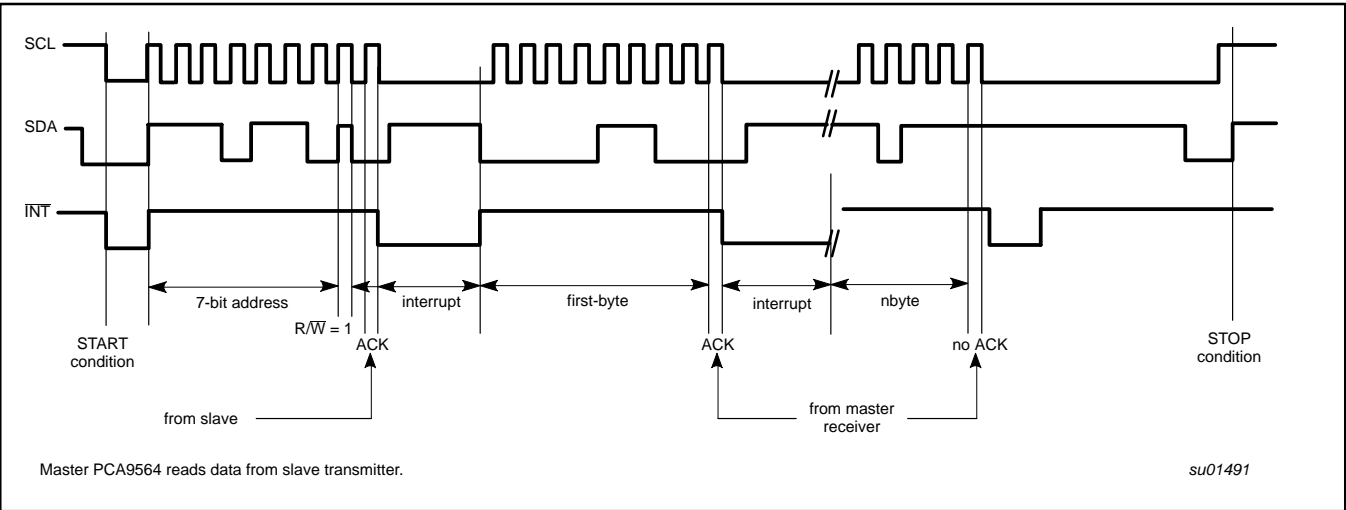 SCL
SDA
INT
7-bit address
interrupt
first-byte
interrupt
nbyte
R/W = 1
START
condition
ACK
ACK
no ACK
STOP
condition
from slave
from master
receiver
Master PCA9564 reads data from slave transmitter.
su01491